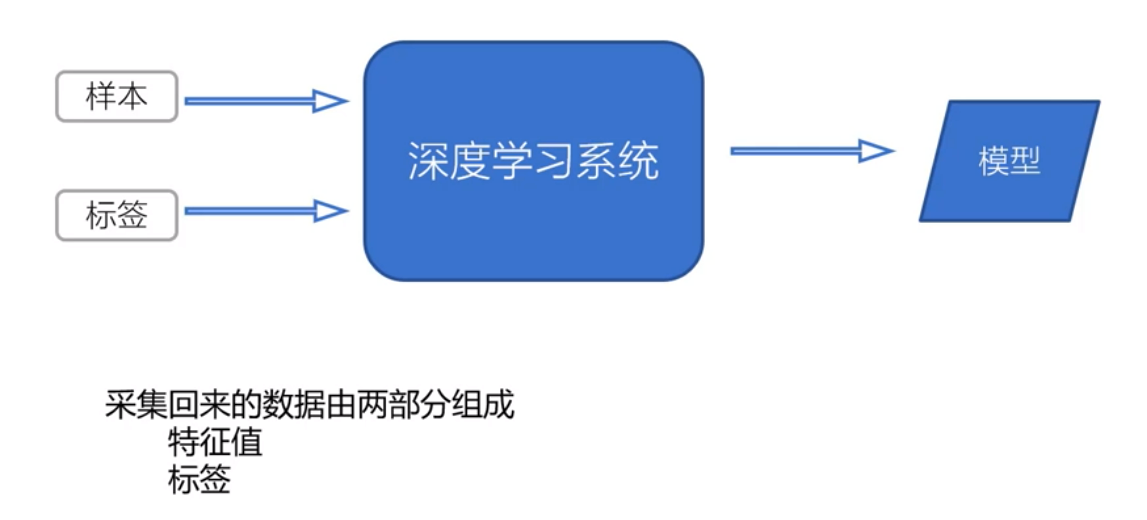 样本
标签
深度学习系统
模型
采集回来的数据由两部分组成
特征值
标签